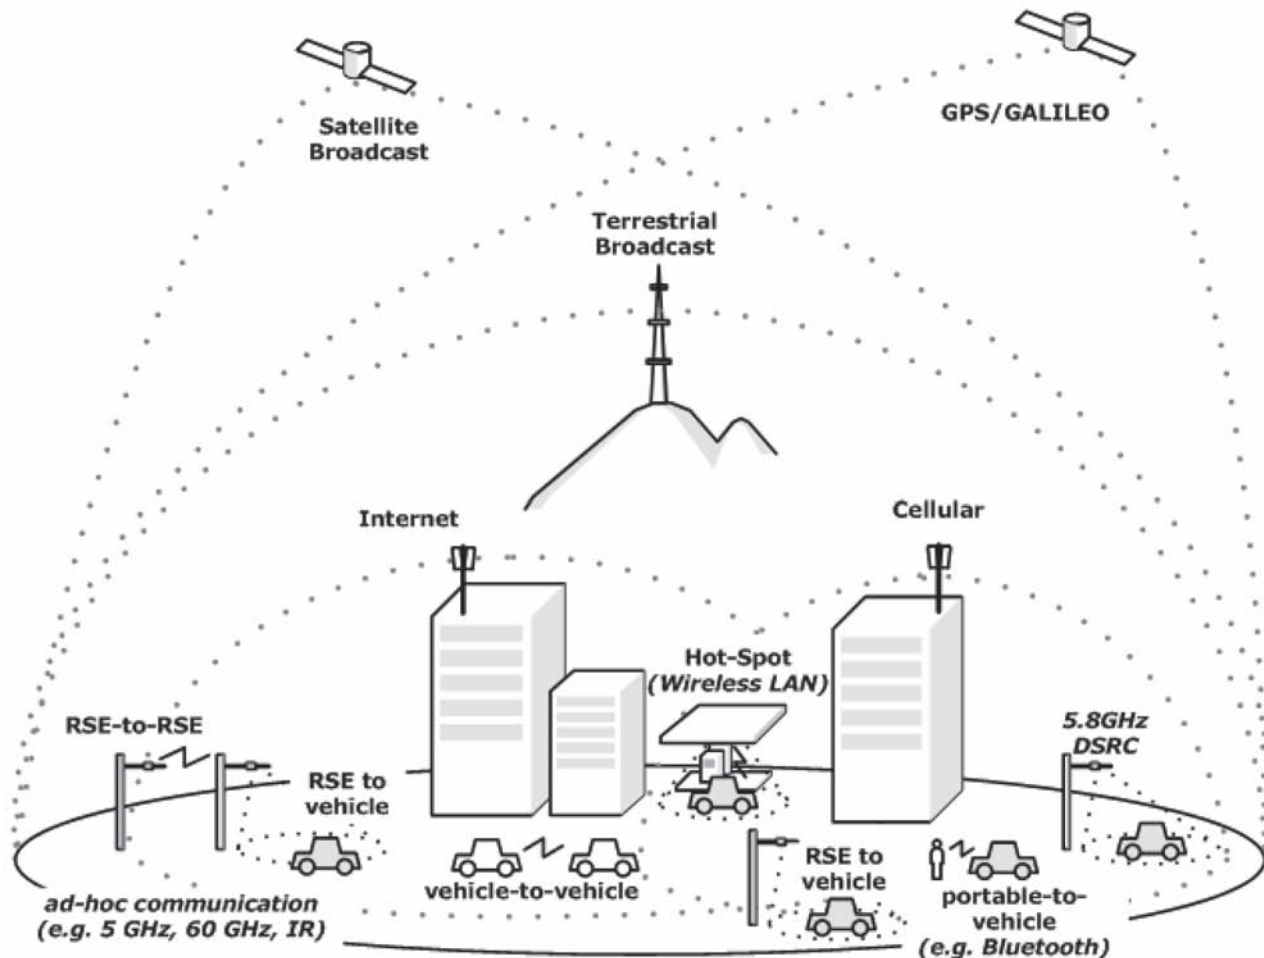 GPS/GALILEO
Satellite
Broadcast
Terrestrial
Broadcast
Internet
Cellular
Hot-Spot
(Wireless LAN)
RSE-to-RSE
5.8GHz
DSRC
RSE to
vehicle
vehicle-to-vehicle
RSE to
vehicle
portable-to-
vehicle
(e.g. Bluetooth)
ad-hoc communication
(e.g. 5 GHz, 60 GHz, IR)